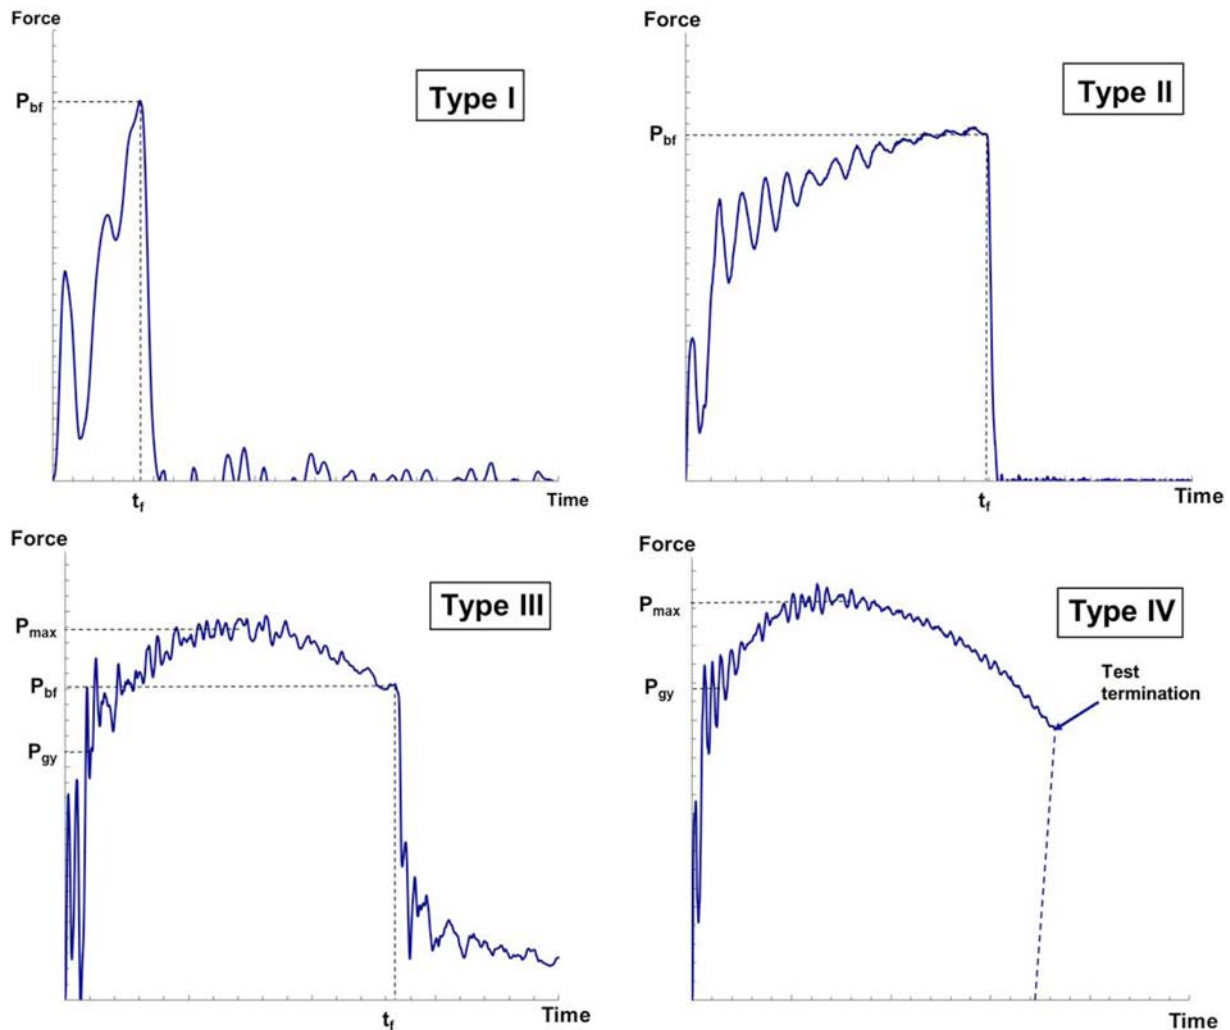 Force
Type I
P_bf
t_f
Time
Force
Type II
P_bf
t_f
Time
Force
Type III
P_max
P_bf
P_gy
t_f
Time
Force
Type IV
P_max
P_gy
Test
termination
Time